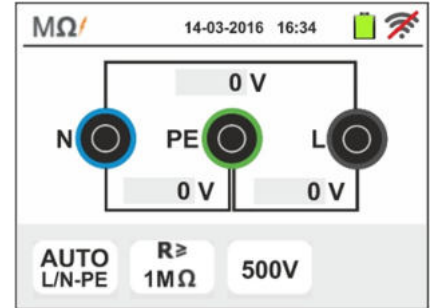 MΩ 14-03-2016 16:34
0 V
N PE L
0 V 0 V
AUTO L/N-PE
R≥ 1MΩ
500V